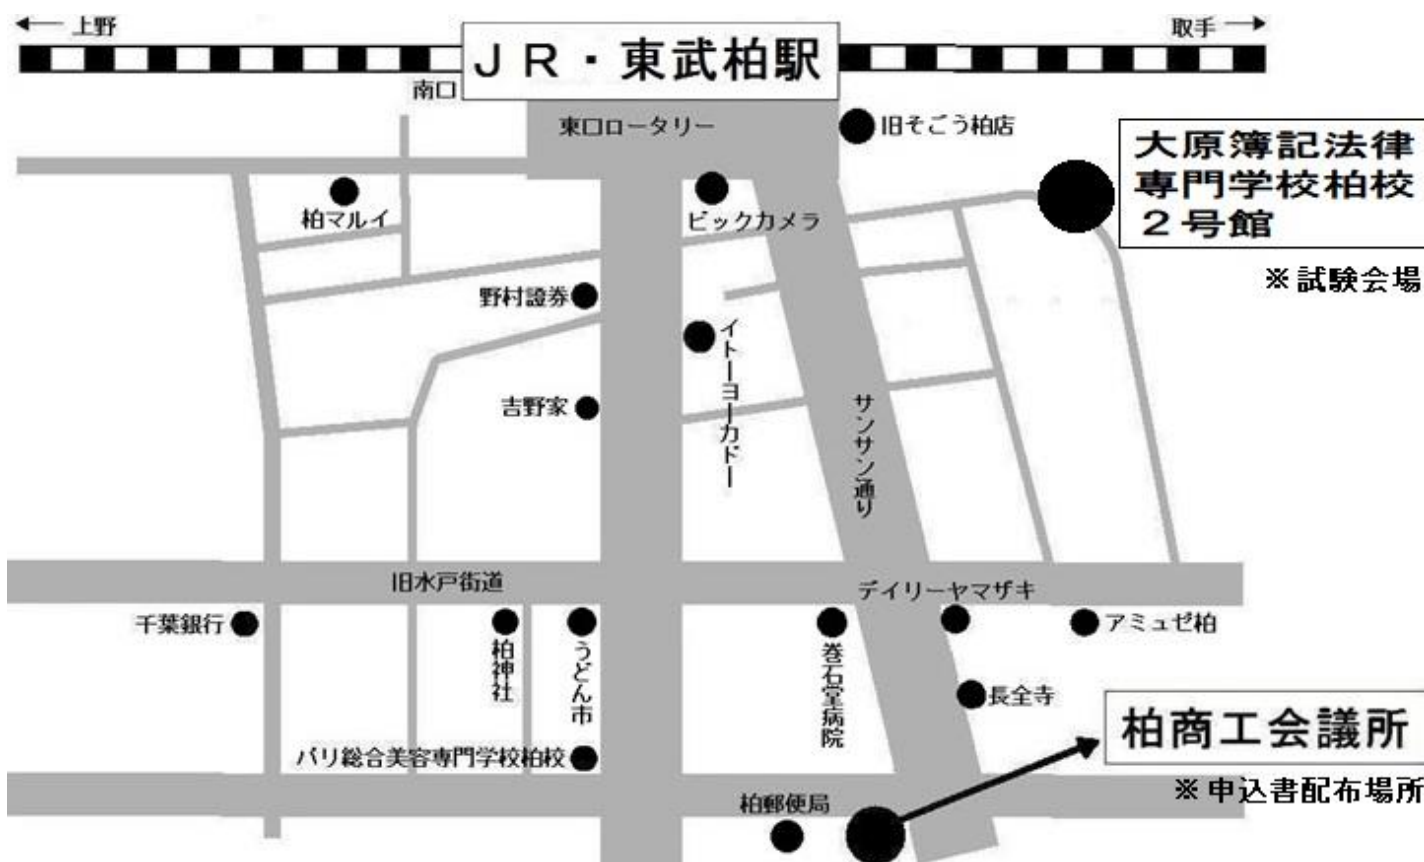 上野
取手
JR・東武柏駅
南口
東口ロータリー
旧そごう柏店
大原簿記法律
専門学校柏校
2号館
※試験会場
柏マルイ
ビックカメラ
野村證券
イトーヨーカドー
吉野家
サンサン通り
旧水戸街道
デイリーヤマザキ
千葉銀行
柏神社
うどん市
巻石堂病院
アミュゼ柏
長全寺
柏商工会議所
※申込書配布場所
パリ総合美容専門学校柏校
柏郵便局